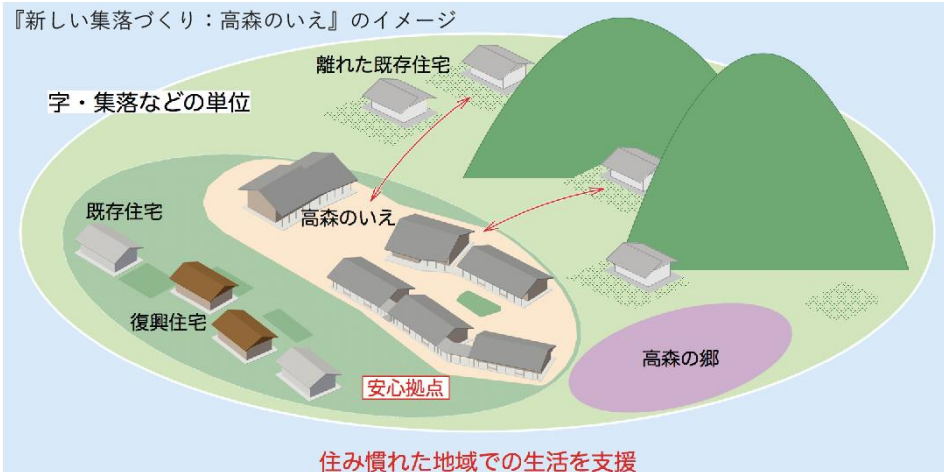 『新しい集落づくり：高森のいえ』のイメージ
離れた既存住宅
字・集落などの単位
高森のいえ
既存住宅
復興住宅
高森の郷
安心拠点
住み慣れた地域での生活を支援